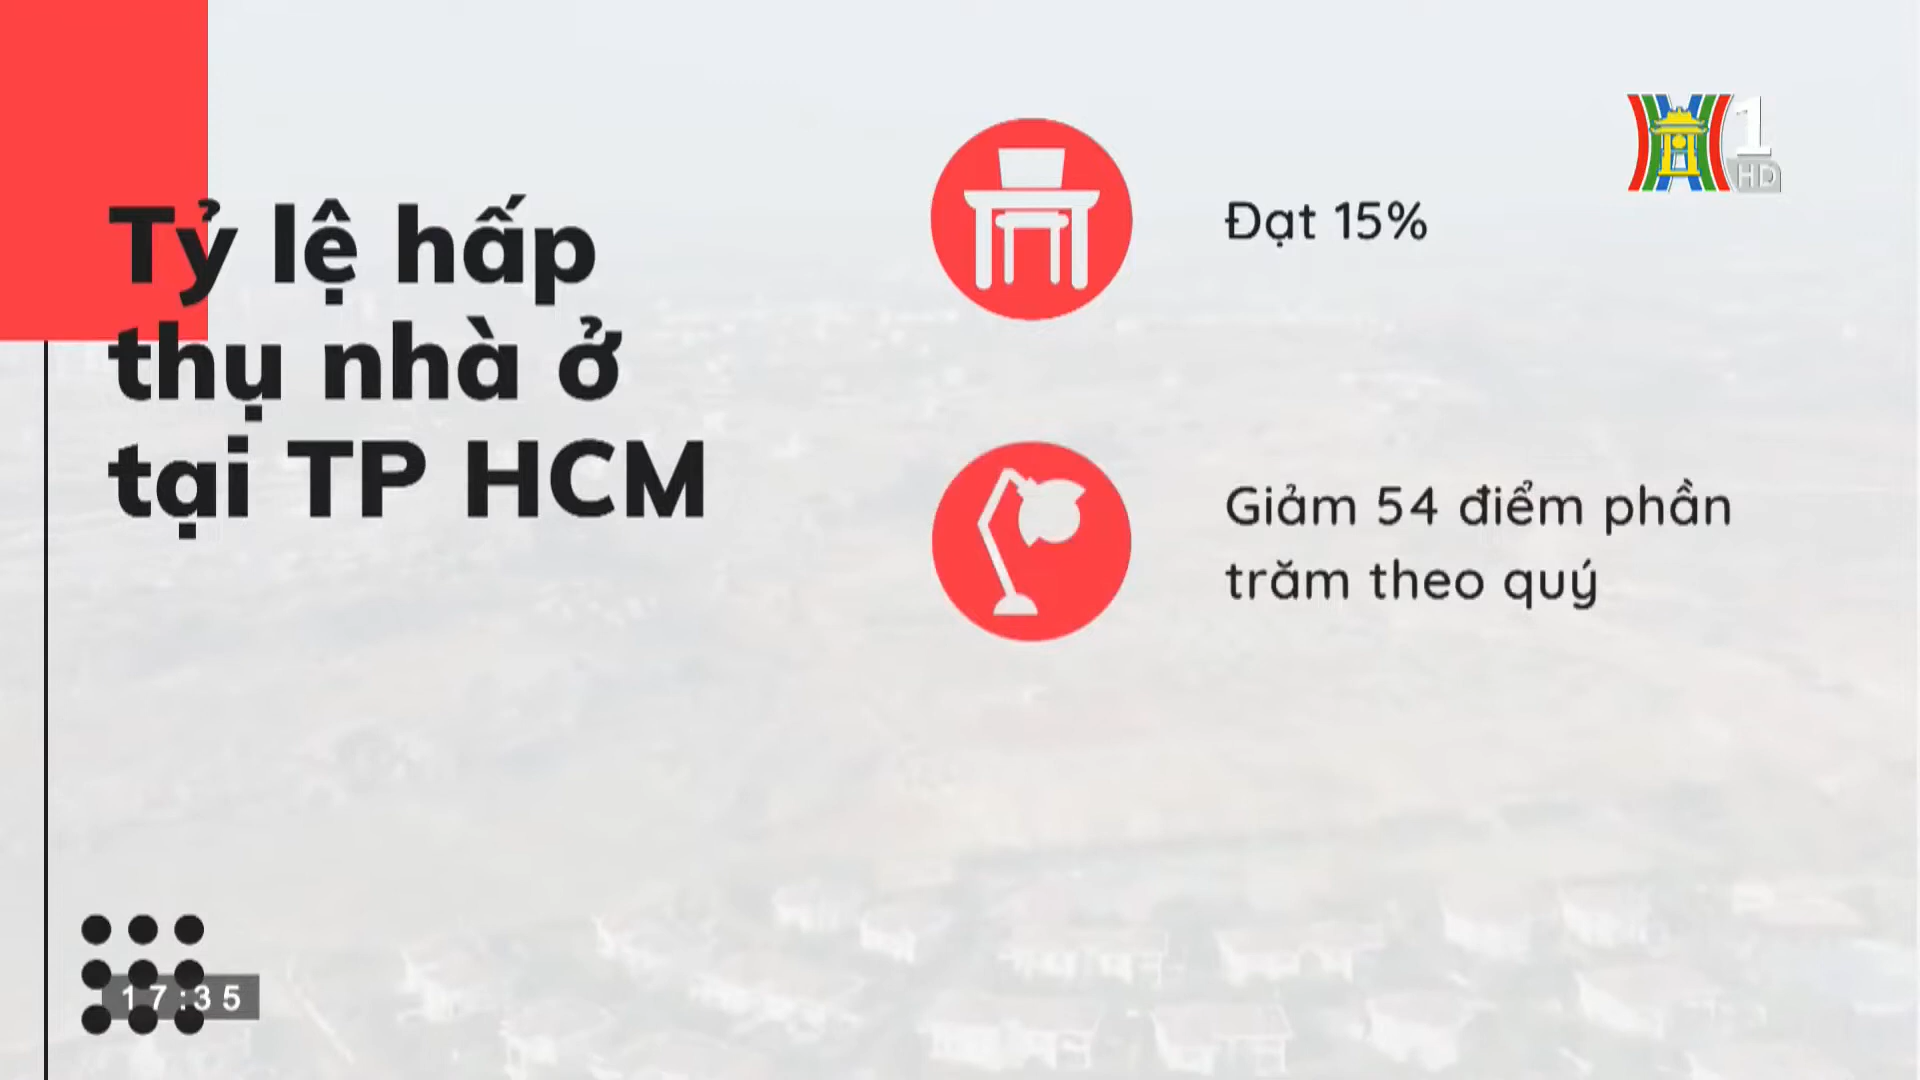 Tỷ lệ hấp
thụ nhà ở
tại TP HCM
Đạt 15%
Giảm 54 điểm phần
trăm theo quý
1
HD
17:35